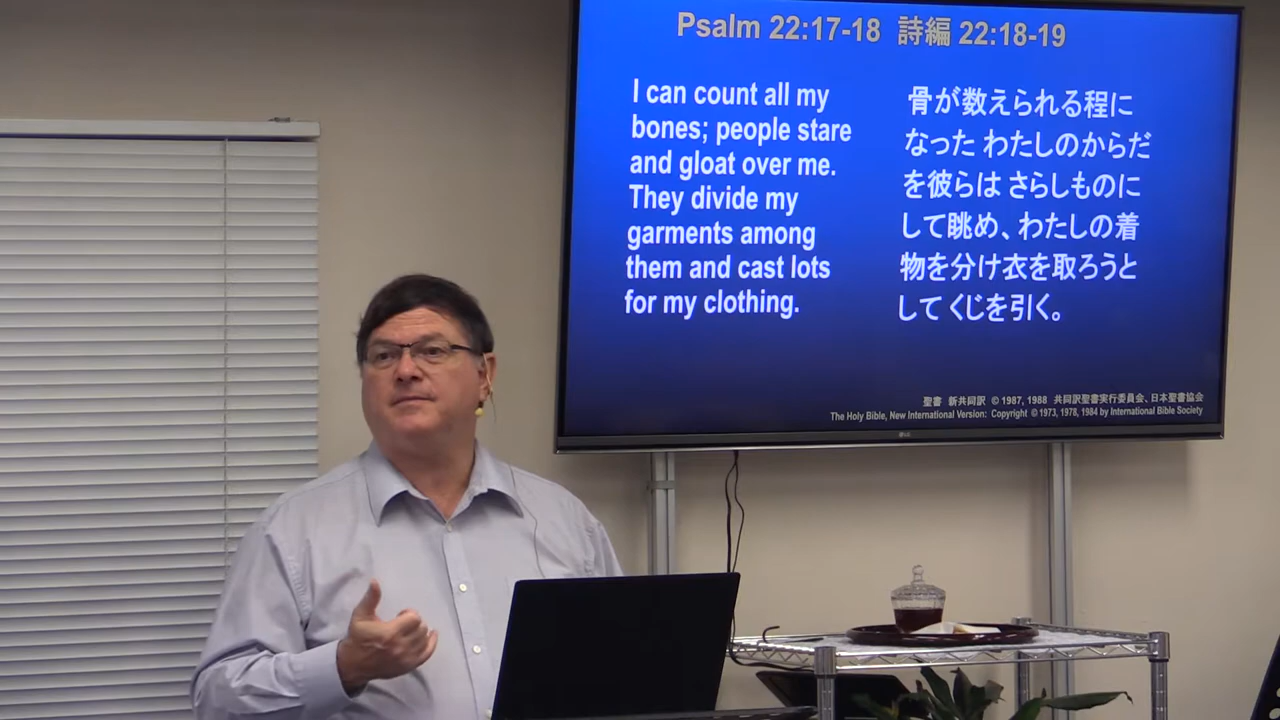 Psalm 22:17-18 詩編 22:18-19
I can count all my
bones; people stare
and gloat over me.
They divide my
garments among
them and cast lots
for my clothing.
骨が数えられる程に
なった わたしのからだ
を彼らは さらしものに
して眺め、わたしの着
物を分け衣を取ろうと
してくじを引く。
聖書 新共同訳 © 1987, 1988 共同訳聖書実行委員会、日本聖書協会
The Holy Bible, New International Version: Copyright © 1973, 1978, 1984 by International Bible Society
LG